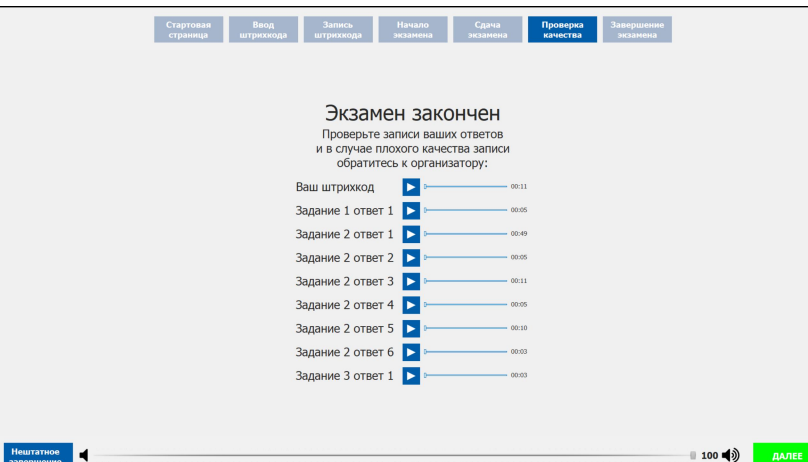 Стартовая страница
Ввод штрихкода
Запись штрихкода
Начало экзамена
Сдача экзамена
Проверка качества
Завершение экзамена
Экзамен закончен
Проверьте записи ваших ответов
и в случае плохого качества записи
обратитесь к организатору:
Ваш штрихкод 00:11
Задание 1 ответ 1 00:05
Задание 2 ответ 1 00:49
Задание 2 ответ 2 00:05
Задание 2 ответ 3 00:11
Задание 2 ответ 4 00:05
Задание 2 ответ 5 00:10
Задание 2 ответ 6 00:03
Задание 3 ответ 1 00:03
Нештатное
завершение
100
ДАЛЕЕ